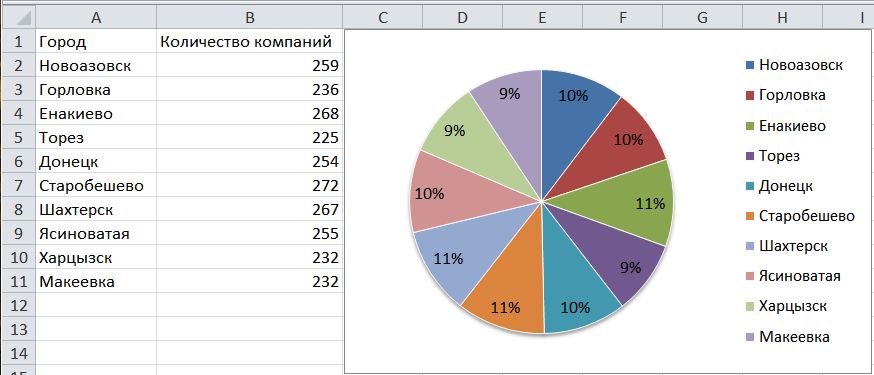 A B C D E F G H I
1 Город Количество компаний
2 Новоазовск 259
3 Горловка 236
4 Енакиево 268
5 Торез 225
6 Донецк 254
7 Старобешево 272
8 Шахтерск 267
9 Ясиноватая 255
10 Харцызск 232
11 Макеевка 232
12
13
14
15
10%
10%
11%
9%
10%
11%
11%
10%
9%
9%
Новоазовск
Горловка
Енакиево
Торез
Донецк
Старобешево
Шахтерск
Ясиноватая
Харцызск
Макеевка